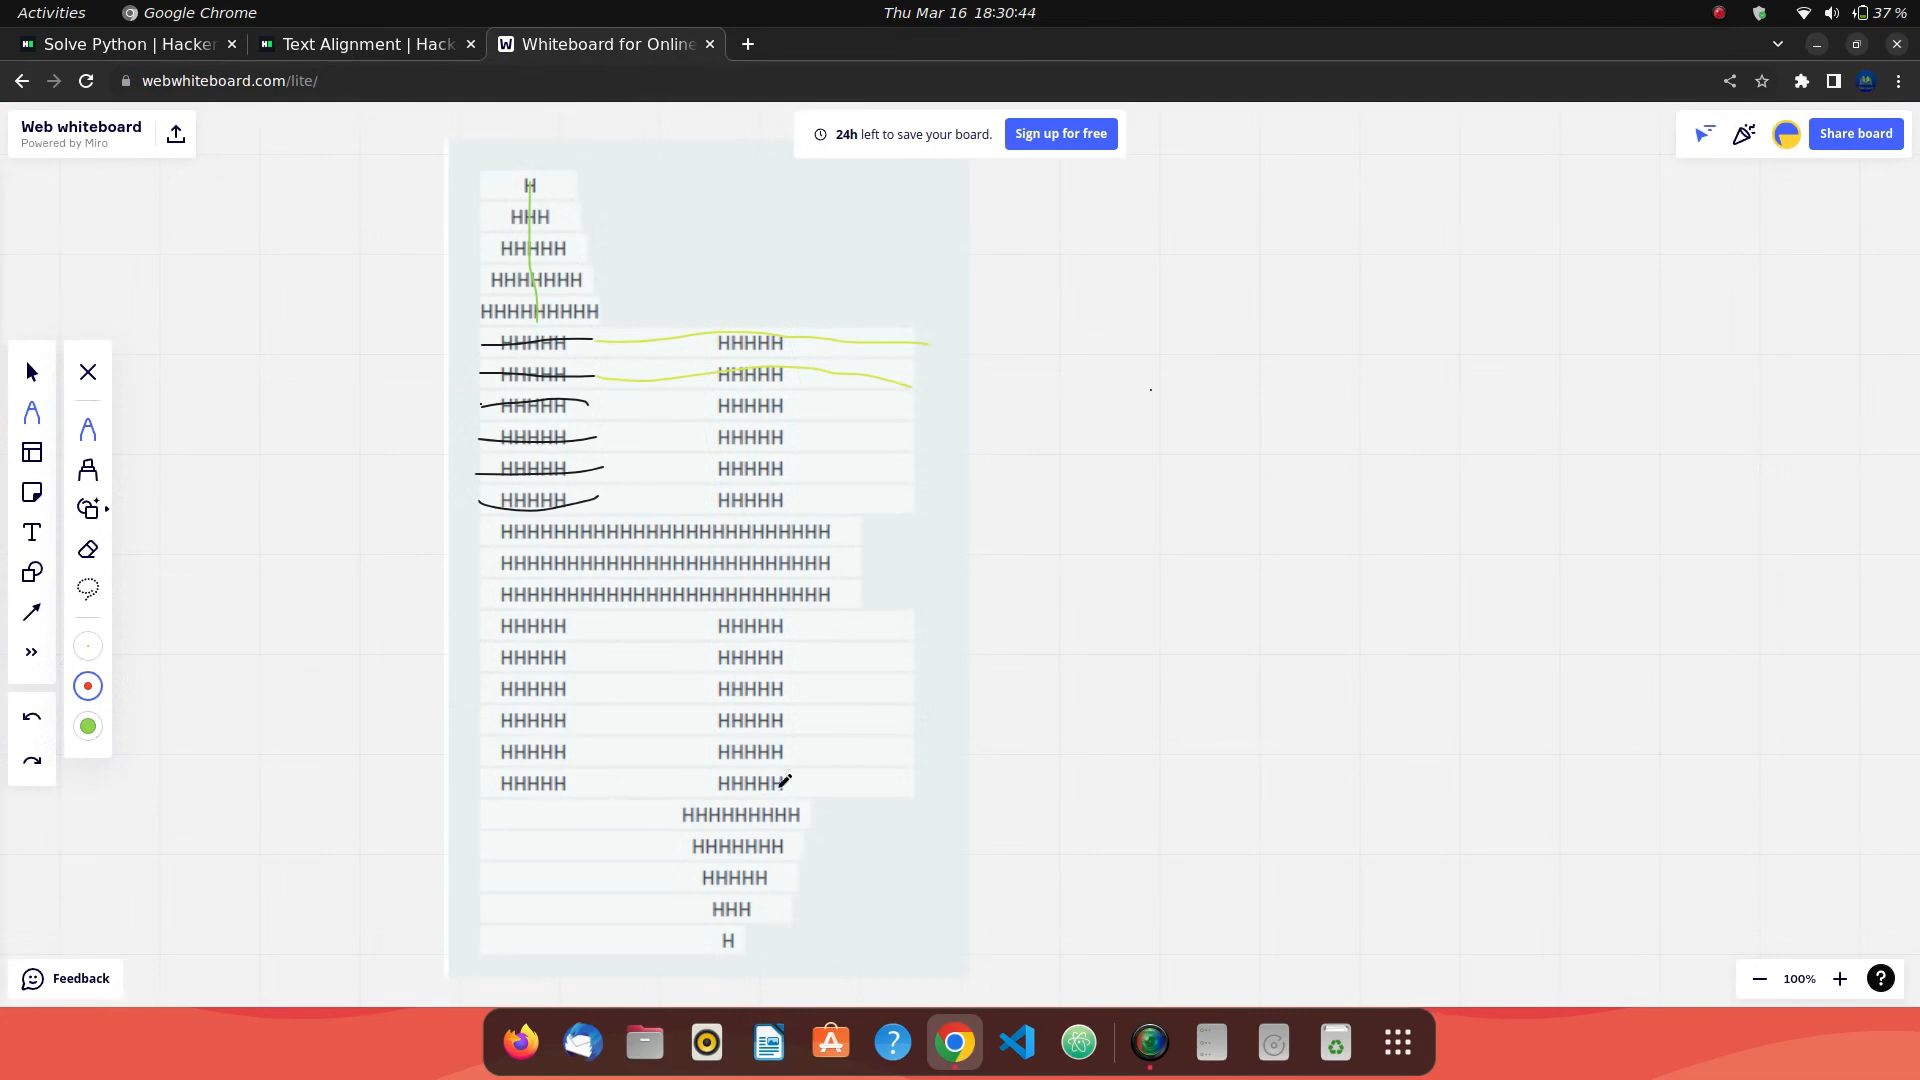 Activities Google Chrome Thu Mar 16 18:30:44 37 %
Solve Python | Hacker Text Alignment | Hack Whiteboard for Online
webwhiteboard.com/lite/
Web whiteboard
Powered by Miro
24h left to save your board. Sign up for free
Share board
H
HHH
HHHHH
HHHHHHH
HHHHHHHHH
HHHHH HHHHH
HHHHH HHHHH
HHHHH HHHHH
HHHHH HHHHH
HHHHH HHHHH
HHHHH HHHHH
HHHHHHHHHHHHHHHHHHHHHHHHH
HHHHHHHHHHHHHHHHHHHHHHHHH
HHHHHHHHHHHHHHHHHHHHHHHHH
HHHHH HHHHH
HHHHH HHHHH
HHHHH HHHHH
HHHHH HHHHH
HHHHH HHHHH
HHHHH HHHHH
HHHHHHHHH
HHHHHHH
HHHHH
HHH
H
Feedback
100%